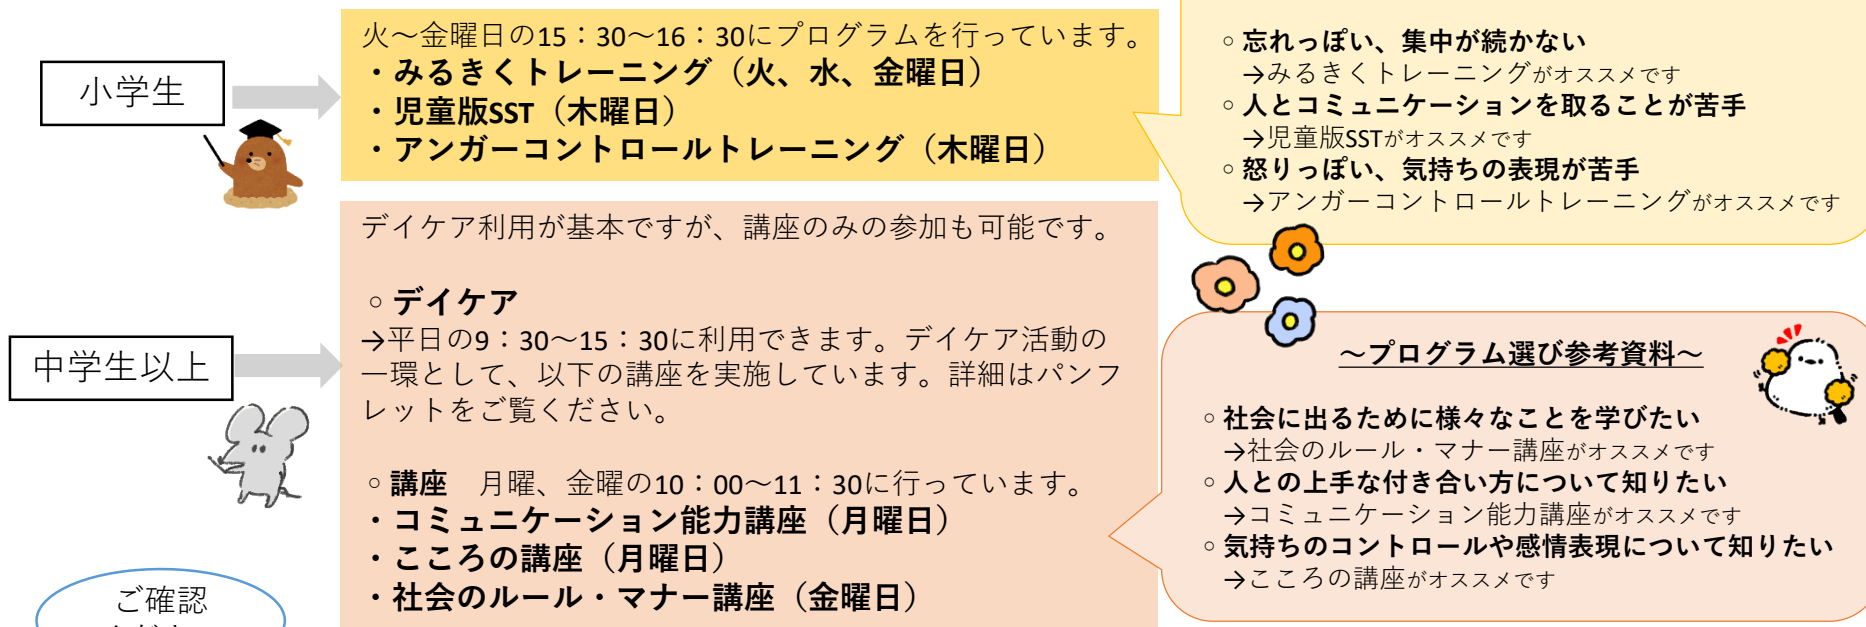 小学生
火～金曜日の15：30～16：30にプログラムを行っています。
・みるきくトレーニング（火、水、金曜日）
・児童版SST（木曜日）
・アンガーコントロールトレーニング（木曜日）
○忘れっぽい、集中が続かない
→みるきくトレーニングがオススメです
○人とコミュニケーションを取ることが苦手
→児童版SSTがオススメです
○怒りっぽい、気持ちの表現が苦手
→アンガーコントロールトレーニングがオススメです
中学生以上
デイケア利用が基本ですが、講座のみの参加も可能です。
○デイケア
→平日の9：30～15：30に利用できます。デイケア活動の
一環として、以下の講座を実施しています。詳細はパンフ
レットをご覧ください。
○講座　月曜、金曜の10：00～11：30に行っています。
・コミュニケーション能力講座（月曜日）
・こころの講座（月曜日）
・社会のルール・マナー講座（金曜日）
～プログラム選び参考資料～
○社会に出るために様々なことを学びたい
→社会のルール・マナー講座がオススメです
○人との上手な付き合い方について知りたい
→コミュニケーション能力講座がオススメです
○気持ちのコントロールや感情表現について知りたい
→こころの講座がオススメです
ご確認